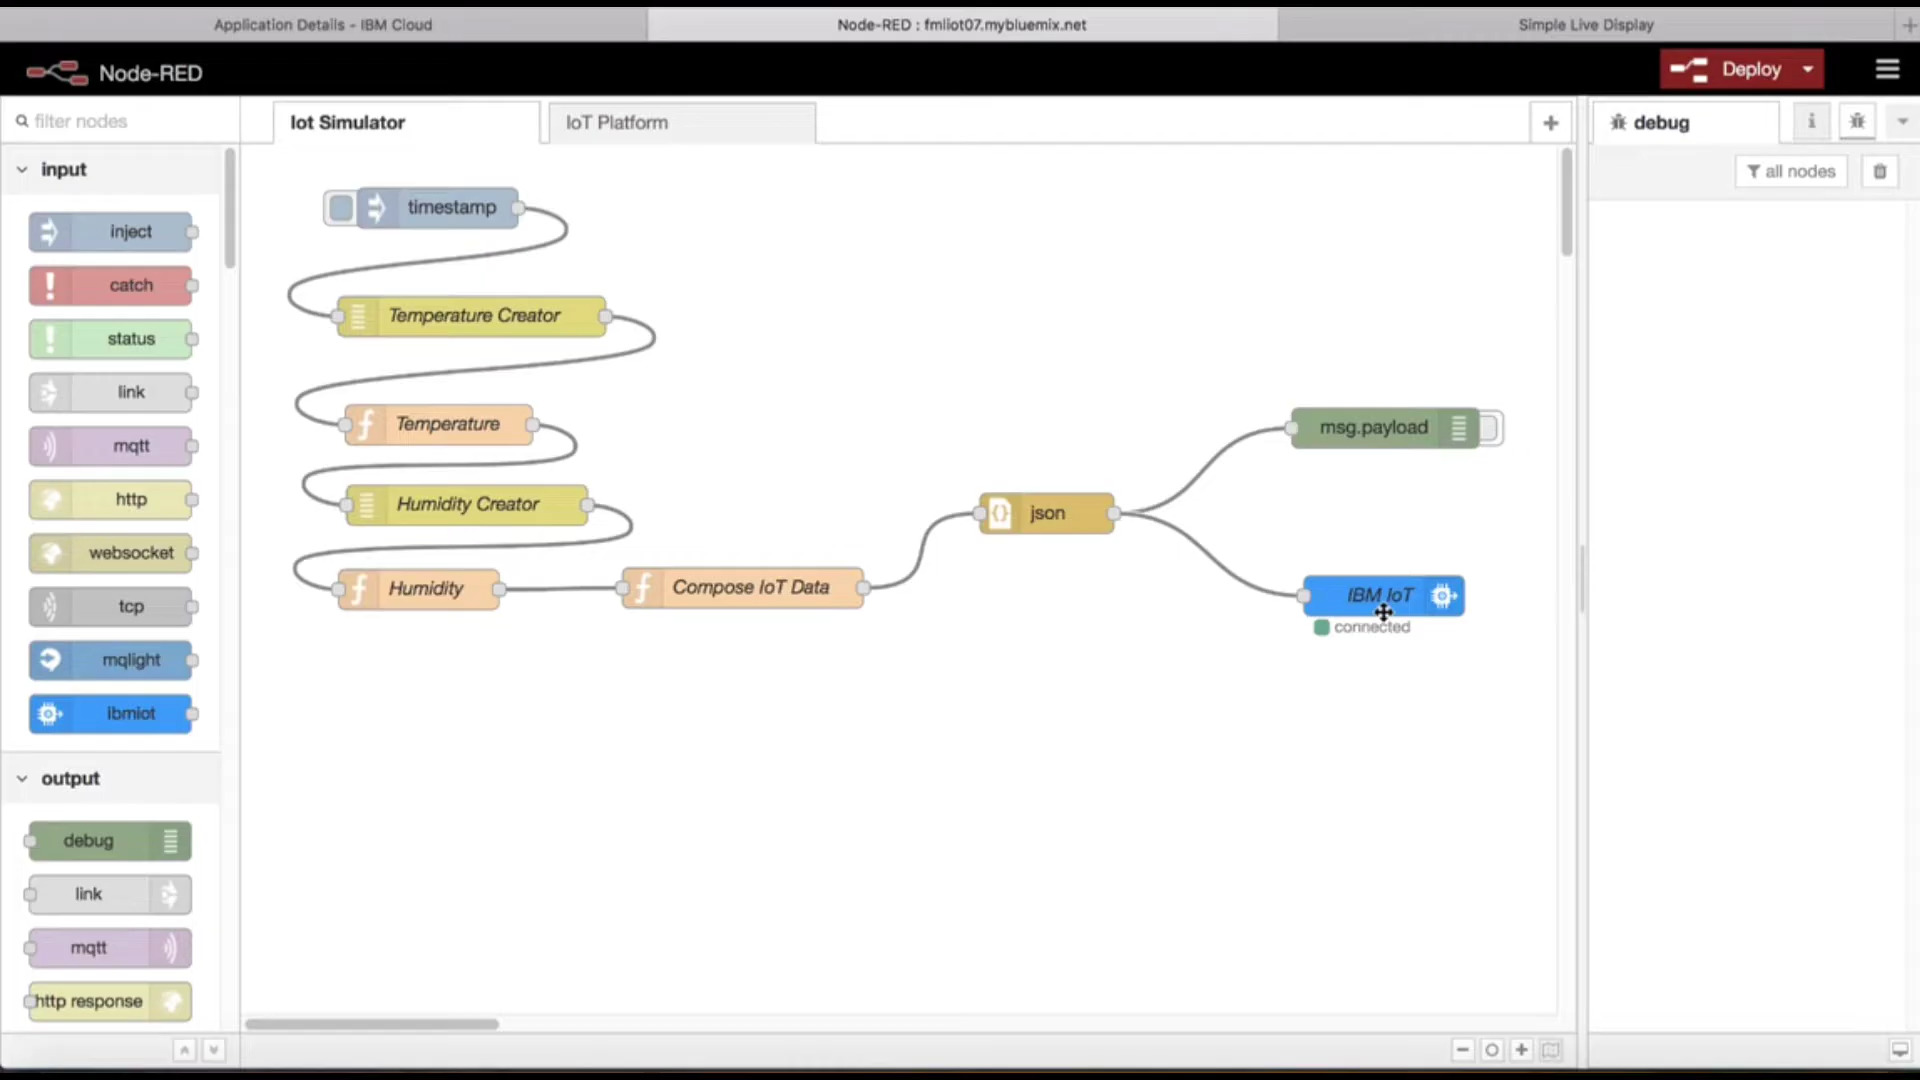 Application Details - IBM Cloud
Node-RED : fmliot07.mybluemix.net
Simple Live Display
Node-RED
Deploy
filter nodes
Iot Simulator
IoT Platform
debug
input
all nodes
inject
catch
status
link
mqtt
http
websocket
tcp
mqlight
ibmiot
output
debug
link
mqtt
http response
timestamp
Temperature Creator
Temperature
Humidity Creator
Humidity
Compose IoT Data
json
msg.payload
IBM IoT
connected